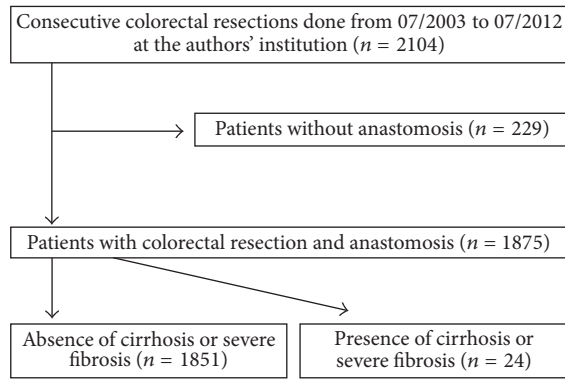 Consecutive colorectal resections done from 07/2003 to 07/2012
at the authors' institution (n = 2104)
Patients without anastomosis (n = 229)
Patients with colorectal resection and anastomosis (n = 1875)
Absence of cirrhosis or severe
fibrosis (n = 1851)
Presence of cirrhosis or
severe fibrosis (n = 24)